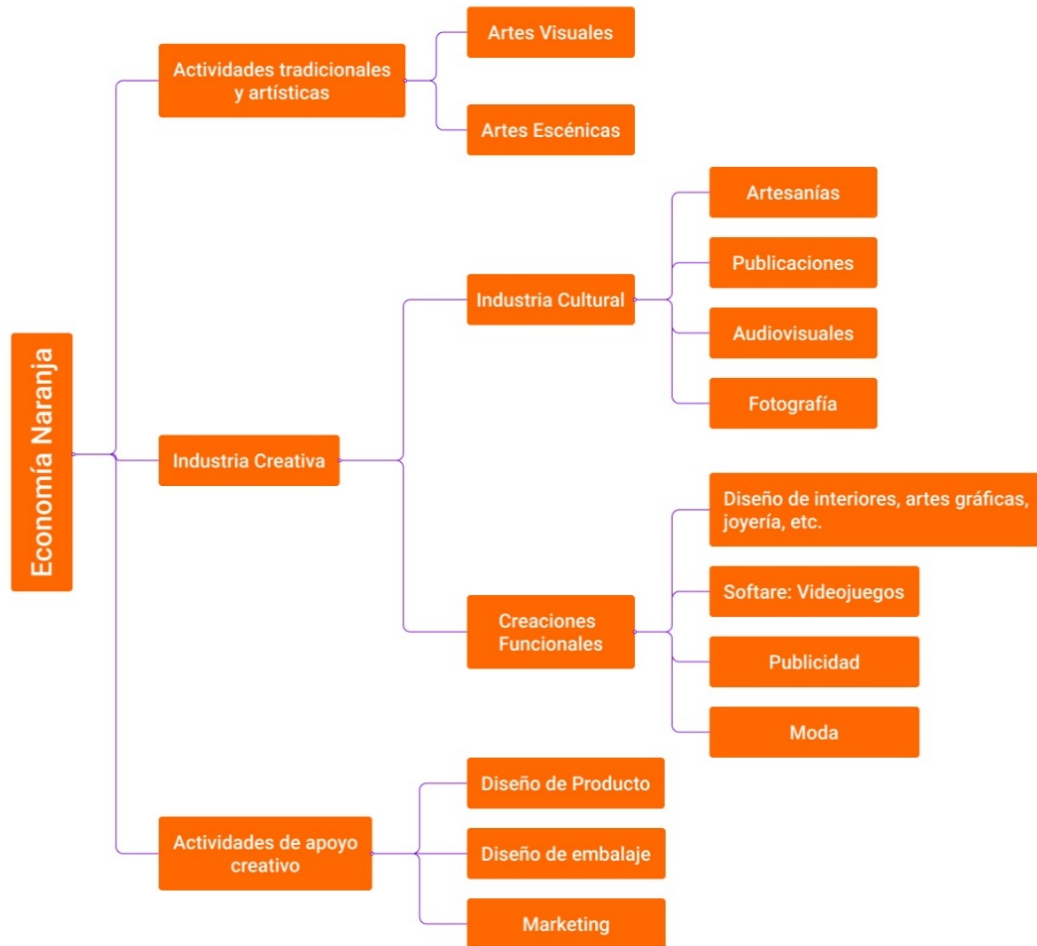 Economía Naranja
Actividades tradicionales
y artísticas
Artes Visuales
Artes Escénicas
Industria Creativa
Industria Cultural
Artesanías
Publicaciones
Audiovisuales
Fotografía
Creaciones
Funcionales
Diseño de interiores, artes gráficas,
joyería, etc.
Softare: Videojuegos
Publicidad
Moda
Actividades de apoyo
creativo
Diseño de Producto
Diseño de embalaje
Marketing